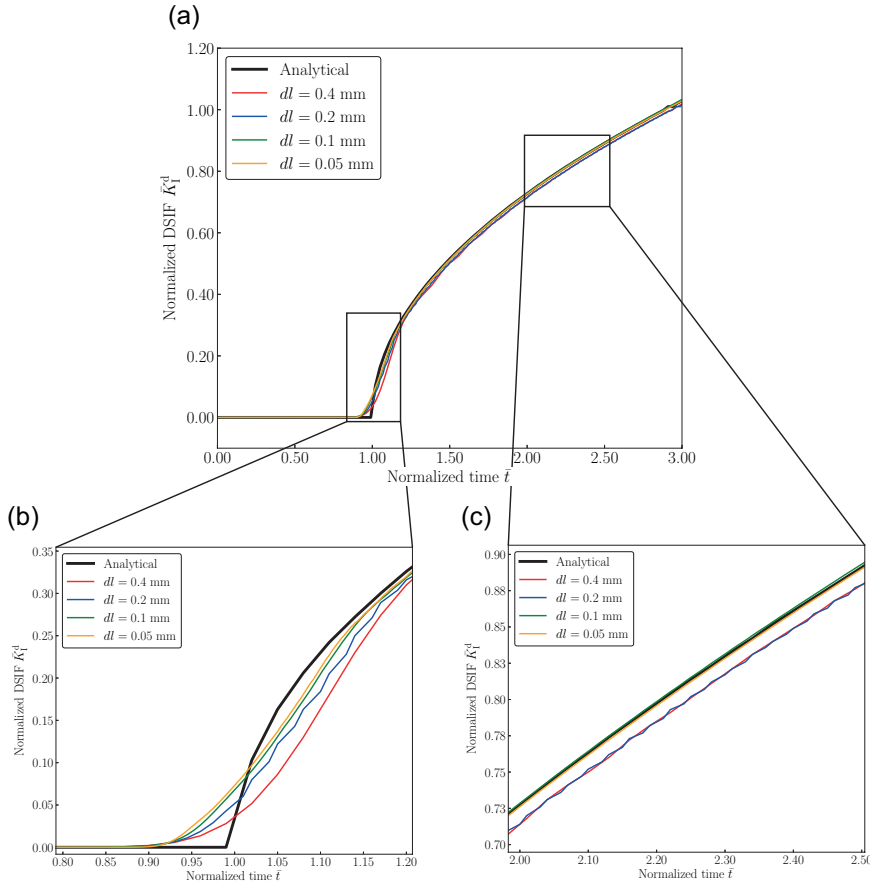 (a)
1.20
1.00
0.80
0.60
0.40
0.20
0.00
Normalized DSIF K̄_I^d
Analytical
dl = 0.4 mm
dl = 0.2 mm
dl = 0.1 mm
dl = 0.05 mm
0.00 0.50 1.00 1.50 2.00 2.50 3.00
Normalized time t̄
(b)
0.35
0.30
0.25
0.20
0.15
0.10
0.05
0.00
Normalized DSIF K̄_I^d
Analytical
dl = 0.4 mm
dl = 0.2 mm
dl = 0.1 mm
dl = 0.05 mm
0.80 0.85 0.90 0.95 1.00 1.05 1.10 1.15 1.20
Normalized time t̄
(c)
0.90
0.88
0.85
0.83
0.80
0.77
0.75
0.73
0.70
Normalized DSIF K̄_I^d
Analytical
dl = 0.4 mm
dl = 0.2 mm
dl = 0.1 mm
dl = 0.05 mm
2.00 2.10 2.20 2.30 2.40 2.50
Normalized time t̄